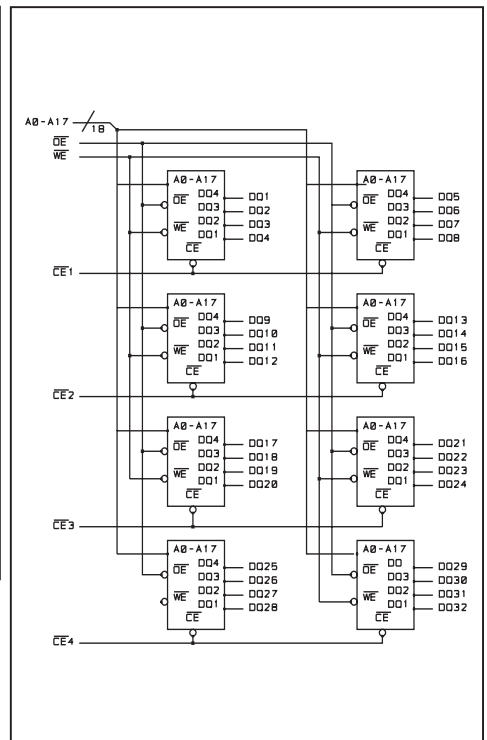 A0-A17 18
OE
WE
A0-A17 A0-A17
DQ4 DQ1 DQ4 DQ5
OE DQ3 DQ2 OE DQ3 DQ6
WE DQ2 DQ3 WE DQ2 DQ7
DQ1 DQ4 DQ1 DQ8
CE CE
CE1
A0-A17 A0-A17
DQ4 DQ9 DQ4 DQ13
OE DQ3 DQ10 OE DQ3 DQ14
WE DQ2 DQ11 WE DQ2 DQ15
DQ1 DQ12 DQ1 DQ16
CE CE
CE2
A0-A17 A0-A17
DQ4 DQ17 DQ4 DQ21
OE DQ3 DQ18 OE DQ3 DQ22
WE DQ2 DQ19 WE DQ2 DQ23
DQ1 DQ20 DQ1 DQ24
CE CE
CE3
A0-A17 A0-A17
DQ4 DQ25 DQ DQ29
OE DQ3 DQ26 OE DQ3 DQ30
WE DQ2 DQ27 WE DQ2 DQ31
DQ1 DQ28 DQ1 DQ32
CE CE
CE4